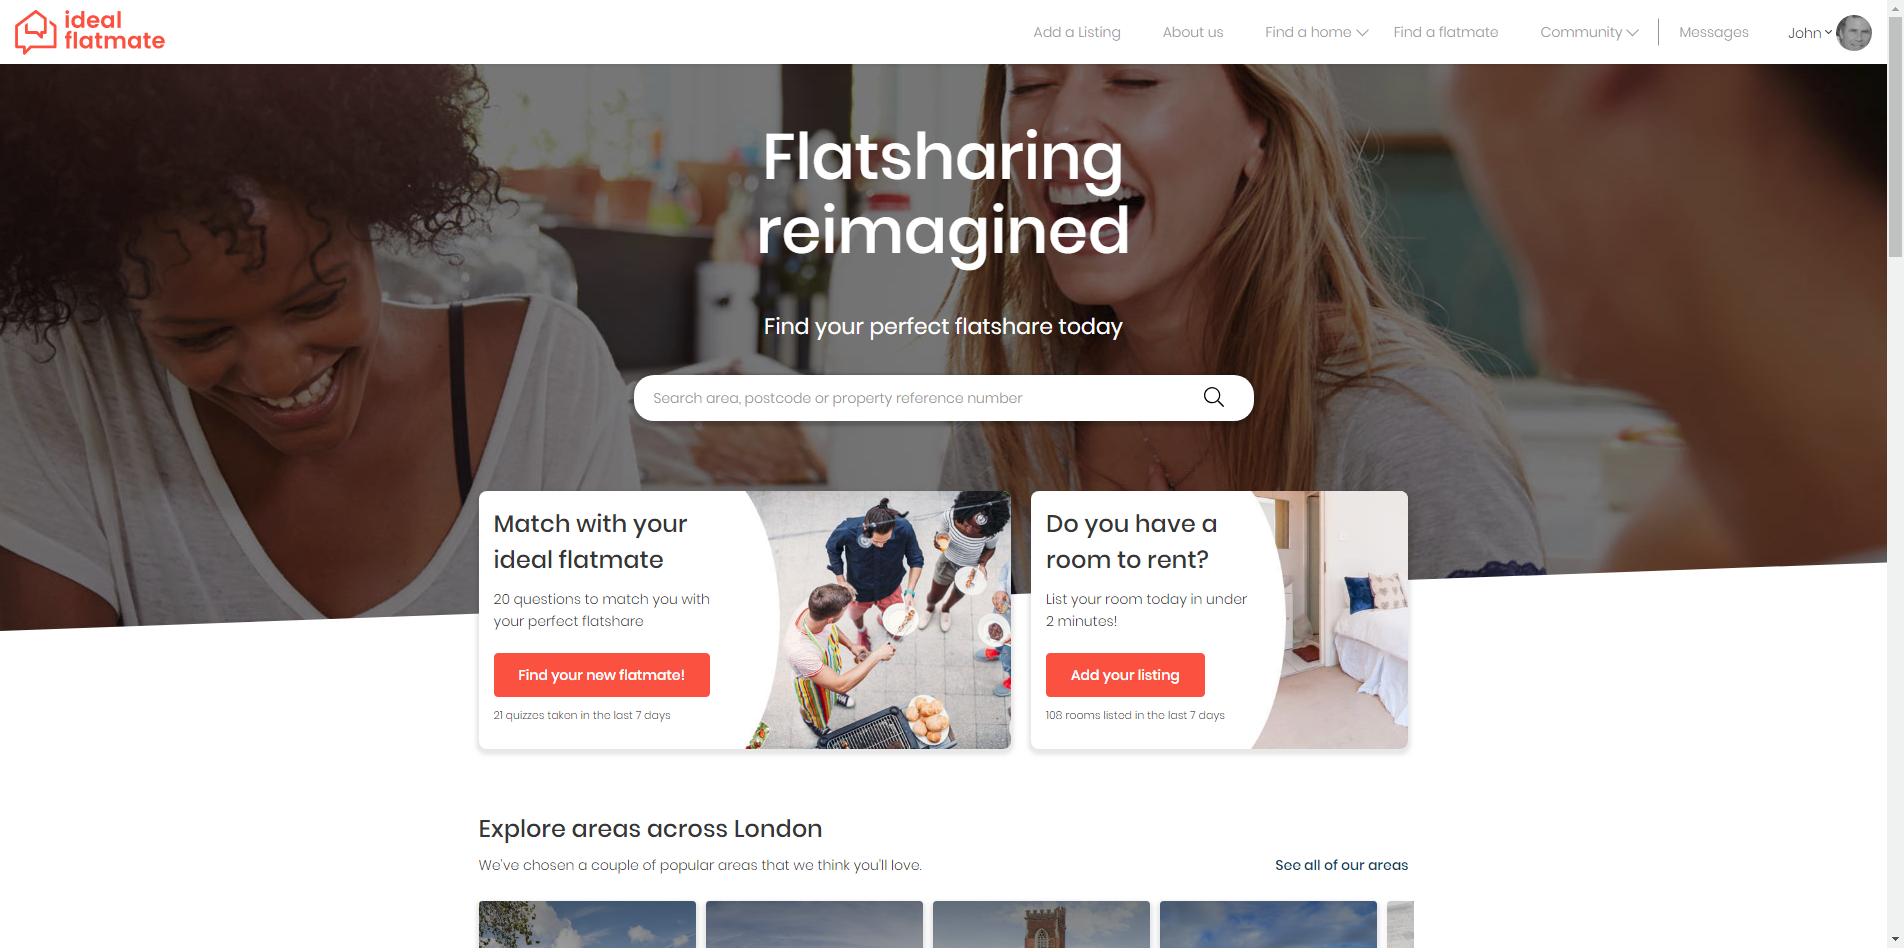 ideal
flatmate
Add a Listing
About us
Find a home
Find a flatmate
Community
Messages
John
Flatsharing
reimagined
Find your perfect flatshare today
Search area, postcode or property reference number
Match with your
ideal flatmate
20 questions to match you with
your perfect flatshare
Find your new flatmate!
21 quizzes taken in the last 7 days
Do you have a
room to rent?
List your room today in under
2 minutes!
Add your listing
108 rooms listed in the last 7 days
Explore areas across London
We've chosen a couple of popular areas that we think you'll love.
See all of our areas